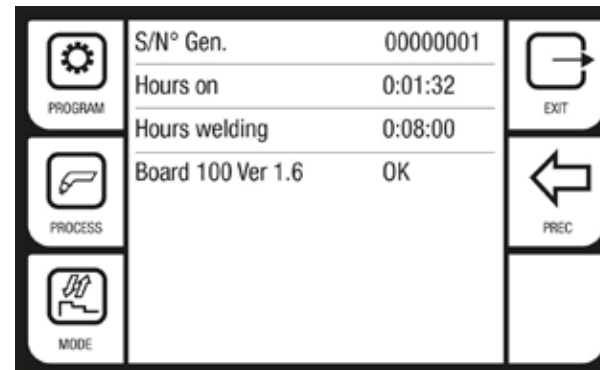 PROGRAM
PROCESS
MODE
S/N° Gen. 00000001
Hours on 0:01:32
Hours welding 0:08:00
Board 100 Ver 1.6 OK
EXIT
PREC